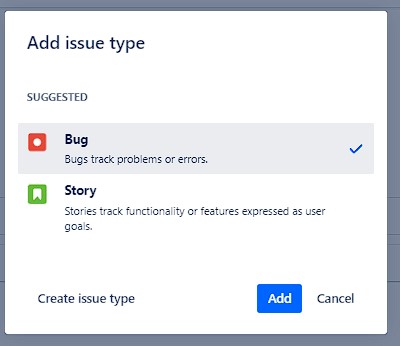 Add issue type
SUGGESTED
Bug
Bugs track problems or errors.
Story
Stories track functionality or features expressed as user
goals.
Create issue type
Add
Cancel